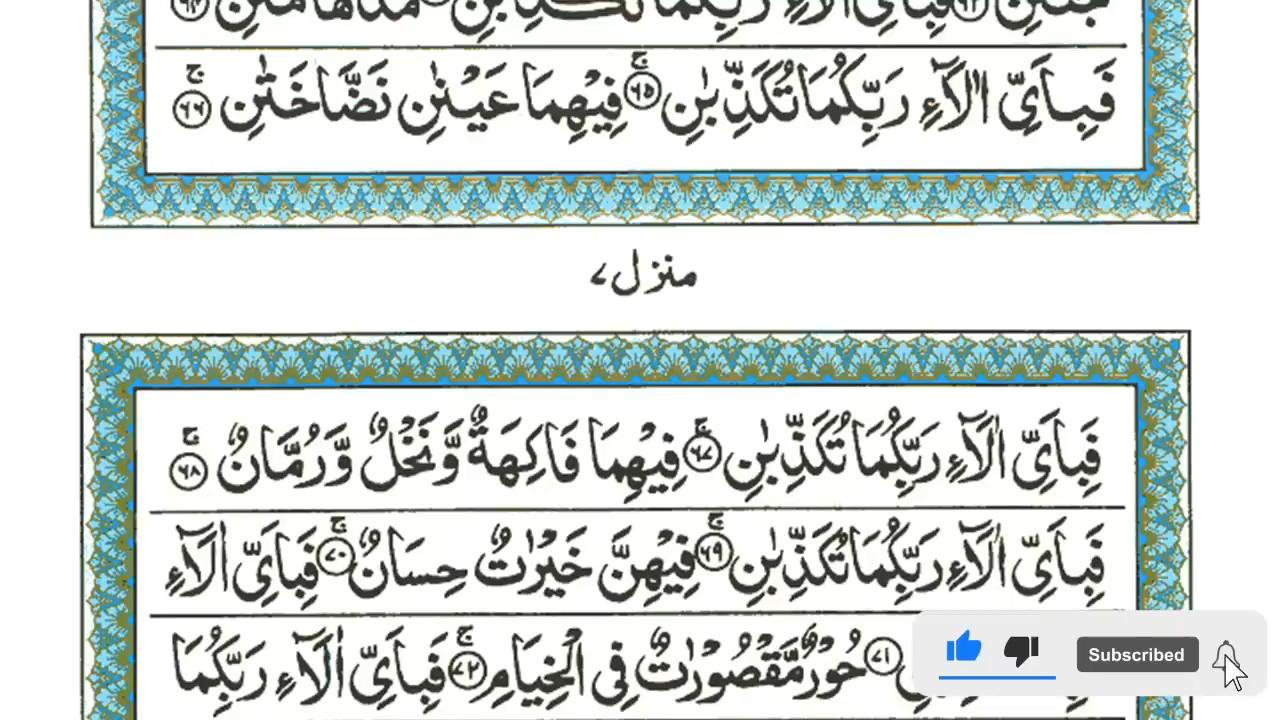 فَبِاَىِّ اٰلَآءِ رَبِّكُمَا تُكَذِّبٰنِ ۚ‏﴿۶۵﴾ فِيْهِمَا عَيْنٰنِ نَضَّاخَتٰنِ ۚ‏﴿۶۶﴾
منزل ۷
فَبِاَىِّ اٰلَآءِ رَبِّكُمَا تُكَذِّبٰنِ ۚ‏﴿۶۷﴾ فِيْهِمَا فَاكِهَةٌ وَّنَخْلٌ وَّرُمَّانٌ ۚ‏﴿۶۸﴾
فَبِاَىِّ اٰلَآءِ رَبِّكُمَا تُكَذِّبٰنِ ۚ‏﴿۶۹﴾ فِيْهِنَّ خَيْرٰتٌ حِسَانٌ ۚ‏﴿۷۰﴾ فَبِاَىِّ اٰلَآءِ
﴿۷۱﴾ حُوْرٌ مَّقْصُوْرٰتٌ فِى الْخِيَامِ ۚ‏﴿۷۲﴾ فَبِاَىِّ اٰلَآءِ رَبِّكُمَا
Subscribed